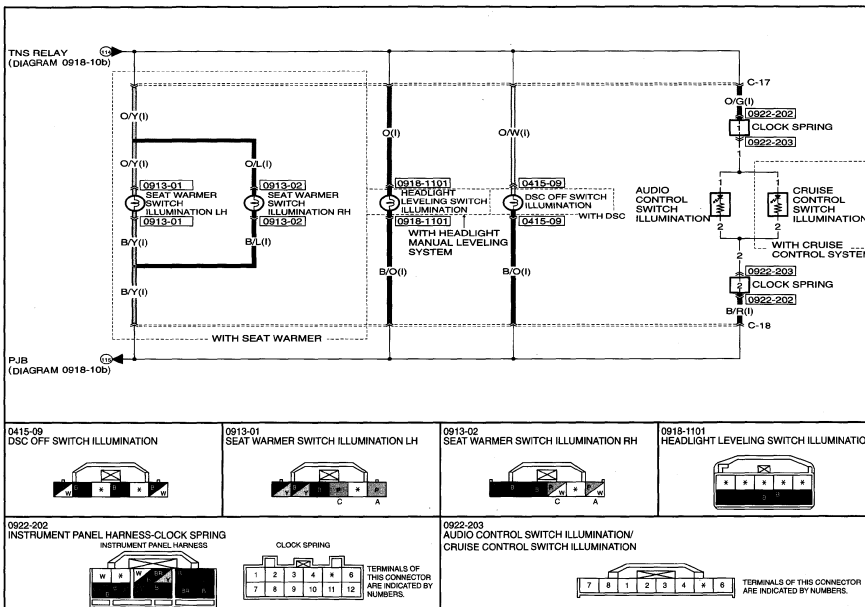 TNS RELAY 114
(DIAGRAM 0918-10b)
C-17
O/Y(I)
O(I)
O/W(I)
O/G(I)
0922-202
1
CLOCK SPRING
0922-203
O/Y(I)
O/L(I)
1
0913-01
SEAT WARMER
SWITCH
ILLUMINATION LH
0913-01
0913-02
SEAT WARMER
SWITCH
ILLUMINATION RH
0913-02
0918-1101
HEADLIGHT
LEVELING SWITCH
ILLUMINATION
0918-1101
0415-09
DSC OFF SWITCH
ILLUMINATION
WITH DSC
0415-09
WITH HEADLIGHT
MANUAL LEVELING
SYSTEM
AUDIO
CONTROL
SWITCH
ILLUMINATION
1
2
1
2
CRUISE
CONTROL
SWITCH
ILLUMINATION
WITH CRUISE
CONTROL SYSTEM
B/Y(I)
B/L(I)
2
0922-203
2
CLOCK SPRING
0922-202
B/Y(I)
B/O(I)
B/O(I)
B/R(I)
C-18
WITH SEAT WARMER
PJB 115
(DIAGRAM 0918-10b)
0415-09
DSC OFF SWITCH ILLUMINATION
W B * B * W
0913-01
SEAT WARMER SWITCH ILLUMINATION LH
Y Y * *
C A
0913-02
SEAT WARMER SWITCH ILLUMINATION RH
W * W
C A
0918-1101
HEADLIGHT LEVELING SWITCH ILLUMINATIO
* * * * *
0922-202
INSTRUMENT PANEL HARNESS-CLOCK SPRING
INSTRUMENT PANEL HARNESS
W * W BR
BR
CLOCK SPRING
1 2 3 4 * 6
7 8 9 10 11 12
TERMINALS OF
THIS CONNECTOR
ARE INDICATED BY
NUMBERS.
0922-203
AUDIO CONTROL SWITCH ILLUMINATION/
CRUISE CONTROL SWITCH ILLUMINATION
7 8 1 2 3 4 * 6
TERMINALS OF THIS CONNECTOR
ARE INDICATED BY NUMBERS.